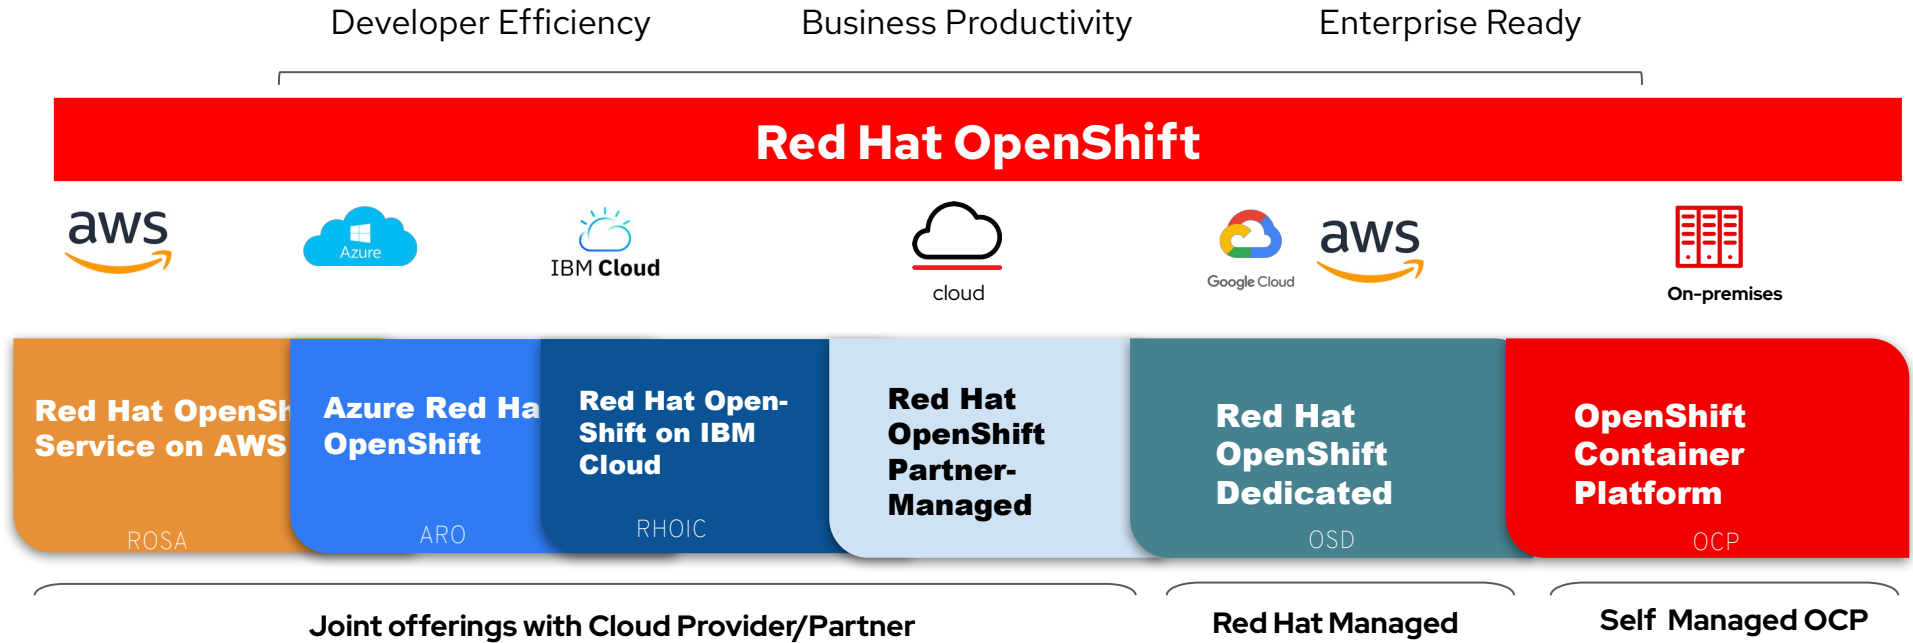 Developer Efficiency
Business Productivity
Enterprise Ready
Red Hat OpenShift
aws
Azure
IBM Cloud
cloud
Google Cloud
aws
On-premises
Red Hat OpenSh
Service on AWS
ROSA
Azure Red Ha
OpenShift
ARO
Red Hat Open-
Shift on IBM
Cloud
RHOIC
Red Hat
OpenShift
Partner-
Managed
Red Hat
OpenShift
Dedicated
OSD
OpenShift
Container
Platform
OCP
Joint offerings with Cloud Provider/Partner
Red Hat Managed
Self Managed OCP